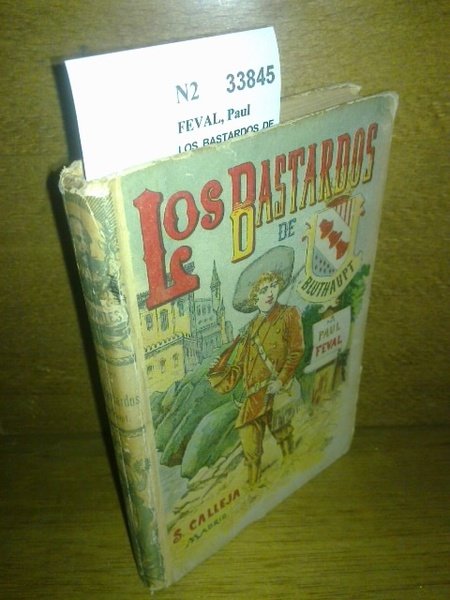 N2 33845
FEVAL, Paul
LOS BASTARDOS DE
LOS BASTARDOS
DE
BLUTHAUPT
PAUL
FEVAL
S. CALLEJA
MADRID